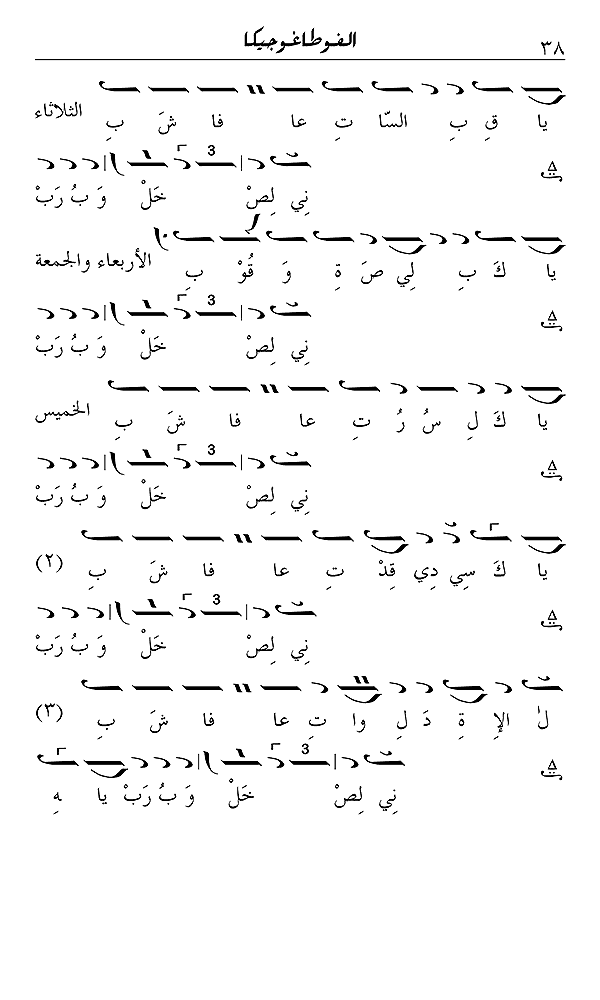 ٣٨ الفوطاغوجيكا
يا قِ بِ السّا تِ عا فا شَ بِ الثلاثاء
نِي لِصْ خَلْ وَ بُ رَبْ
يا كَ بِ لِي صَ ةِ وَ قُوْ بِ الأربعاء والجمعة
نِي لِصْ خَلْ وَ بُ رَبْ
يا كَ لِ سُ رُ تِ عا فا شَ بِ الخميس
نِي لِصْ خَلْ وَ بُ رَبْ
يا كَ سِي دِي قِدْ تِ عا فا شَ بِ (٢)
نِي لِصْ خَلْ وَ بُ رَبْ
لٰ الإِ ةِ دَ لِ وا تِ عا فا شَ بِ (٣)
نِي لِصْ خَلْ وَ بُ رَبْ يا هِ